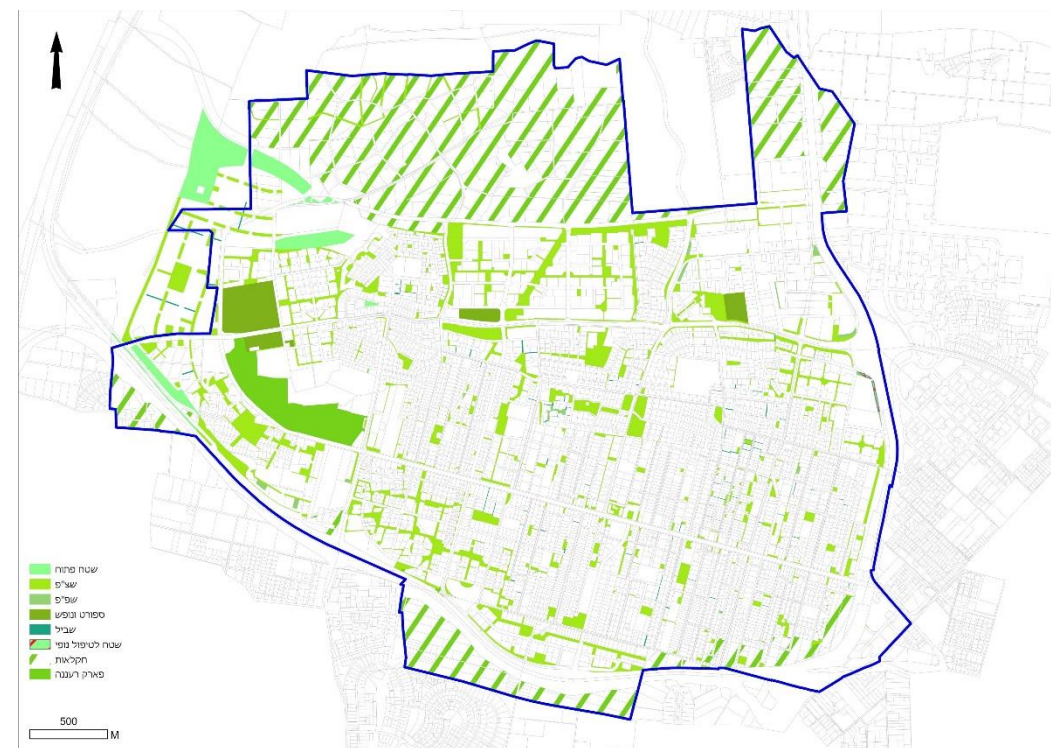 שטח פתוח
שצ"פ
שפ"פ
ספורט ונופש
שביל
שטח לטיפול נופי
חקלאות
פארק רעננה
500
M